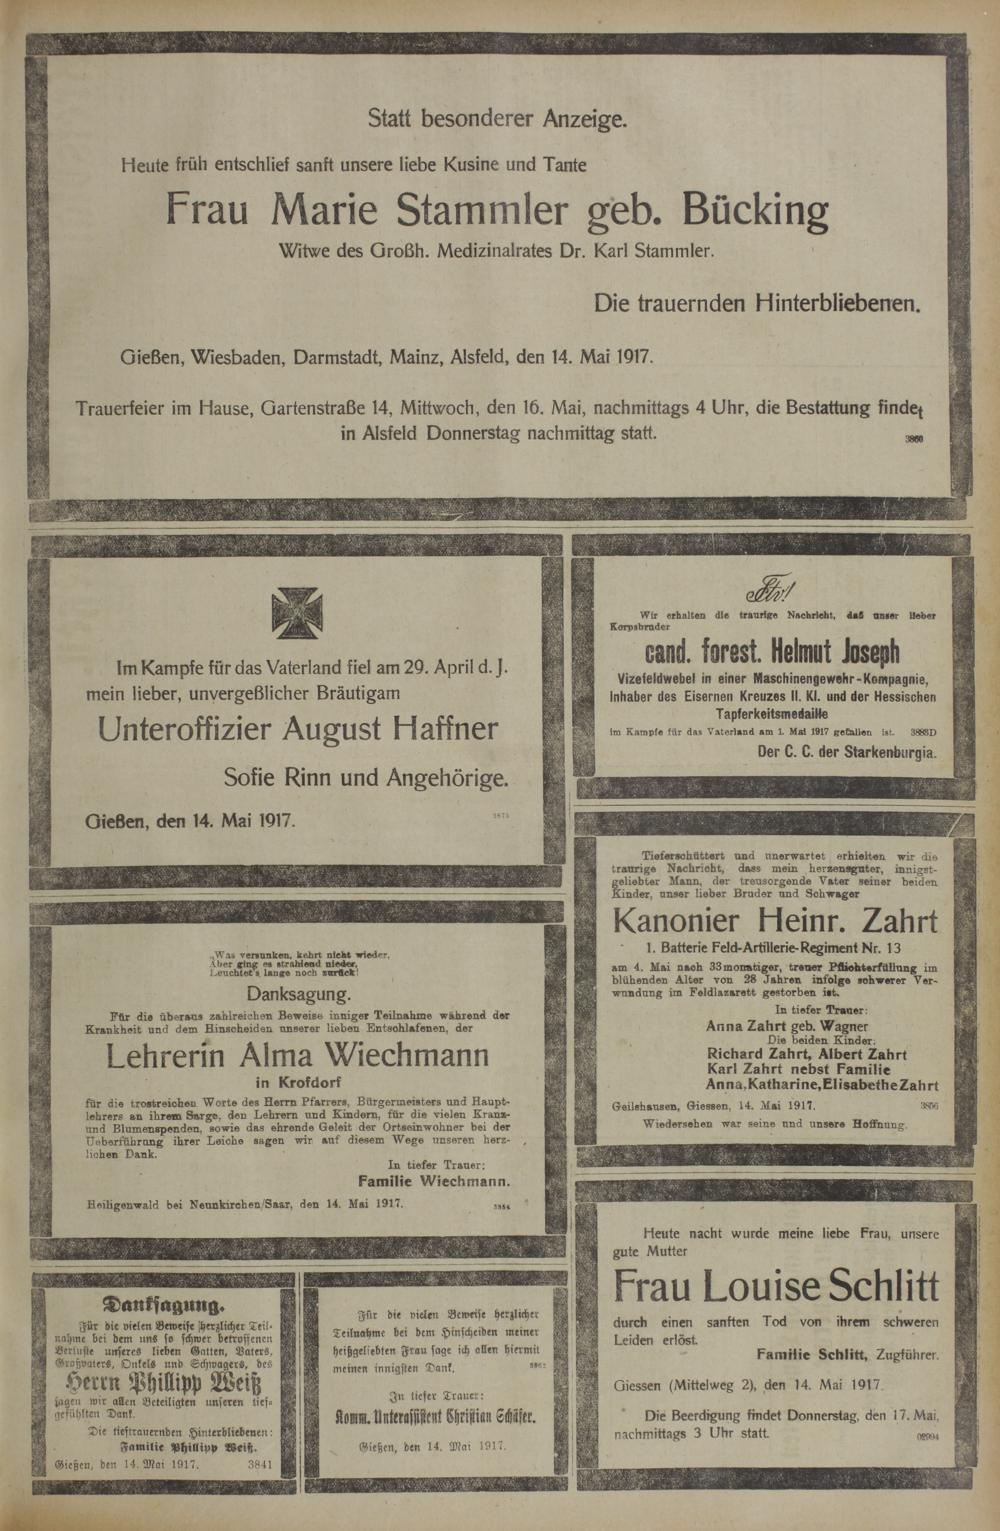 Statt besonderer Anzeige.
Heute früh entschlief sanft unsere liebe Kusine und Tante
Frau Marie Stammler geb. Bücking
Witwe des Großh. Medizinalrates Dr. Karl Stammler.
Die trauernden Hinterbliebenen.
Gießen, Wiesbaden, Darmstadt, Mainz, Alsfeld, den 14. Mai 1917.
Trauerfeier im Hause, Gartenstraße 14, Mittwoch, den 16. Mai, nachmittags 4 Uhr, die Bestattung findet
in Alsfeld Donnerstag nachmittag statt.
3860
Im Kampfe für das Vaterland fiel am 29. April d. J.
mein lieber, unvergeßlicher Bräutigam
Unteroffizier August Haffner
Sofie Rinn und Angehörige.
Gießen, den 14. Mai 1917.
„Was versunken, kehrt nicht wieder,
Aber ging es strahlend nieder,
Leuchtet's lange noch zurück!
Danksagung.
Für die überaus zahlreichen Beweise inniger Teilnahme während der
Krankheit und dem Hinscheiden unserer lieben Entschlafenen, der
Lehrerin Alma Wiechmann
in Krofdorf
für die trostreichen Worte des Herrn Pfarrers, Bürgermeisters und Haupt-
lehrers an ihrem Sarge, den Lehrern und Kindern, für die vielen Kranz-
und Blumenspenden, sowie das ehrende Geleit der Ortseinwohner bei der
Ueberführung ihrer Leiche sagen wir auf diesem Wege unseren herz-
lichen Dank.
In tiefer Trauer:
Familie Wiechmann.
Heiligenwald bei Neunkirchen/Saar, den 14. Mai 1917.
Danksagung.
Für die vielen Beweise herzlicher Teil-
nahme bei dem uns so schwer betroffenen
Verluste unseres lieben Gatten, Vaters,
Großvaters, Onkels und Schwagers, des
Herrn Phillipp Weiß
sagen wir allen Beteiligten unseren tief-
gefühlten Dank.
Die tieftrauernden Hinterbliebenen:
Familie Phillipp Weiß.
Gießen, den 14. Mai 1917. 3841
Für die vielen Beweise herzlicher
Teilnahme bei dem Hinscheiden meiner
heißgeliebten Frau sage ich allen hiermit
meinen innigsten Dank.
In tiefer Trauer:
Komm. Unterassistent Christian Schäfer.
Gießen, den 14. Mai 1917.
Wir erhalten die traurige Nachricht, daß unser lieber
Korpsbruder
cand. forest. Helmut Joseph
Vizefeldwebel in einer Maschinengewehr-Kompagnie,
Inhaber des Eisernen Kreuzes II. Kl. und der Hessischen
Tapferkeitsmedaille
im Kampfe für das Vaterland am 1. Mai 1917 gefallen ist. 3883D
Der C. C. der Starkenburgia.
Tieferschüttert und unerwartet erhielten wir die
traurige Nachricht, dass mein herzensguter, innigst-
geliebter Mann, der treusorgende Vater seiner beiden
Kinder, unser lieber Bruder und Schwager
Kanonier Heinr. Zahrt
1. Batterie Feld-Artillerie-Regiment Nr. 13
am 4. Mai nach 33monatiger, treuer Pflichterfüllung im
blühenden Alter von 28 Jahren infolge schwerer Ver-
wundung im Feldlazarett gestorben ist.
In tiefer Trauer:
Anna Zahrt geb. Wagner
Die beiden Kinder:
Richard Zahrt, Albert Zahrt
Karl Zahrt nebst Familie
Anna, Katharine, Elisabethe Zahrt
Geilshausen, Giessen, 14. Mai 1917. 3856
Wiedersehen war seine und unsere Hoffnung.
Heute nacht wurde meine liebe Frau, unsere
gute Mutter
Frau Louise Schlitt
durch einen sanften Tod von ihrem schweren
Leiden erlöst.
Familie Schlitt, Zugführer.
Giessen (Mittelweg 2), den 14. Mai 1917.
Die Beerdigung findet Donnerstag, den 17. Mai,
nachmittags 3 Uhr statt.
02994